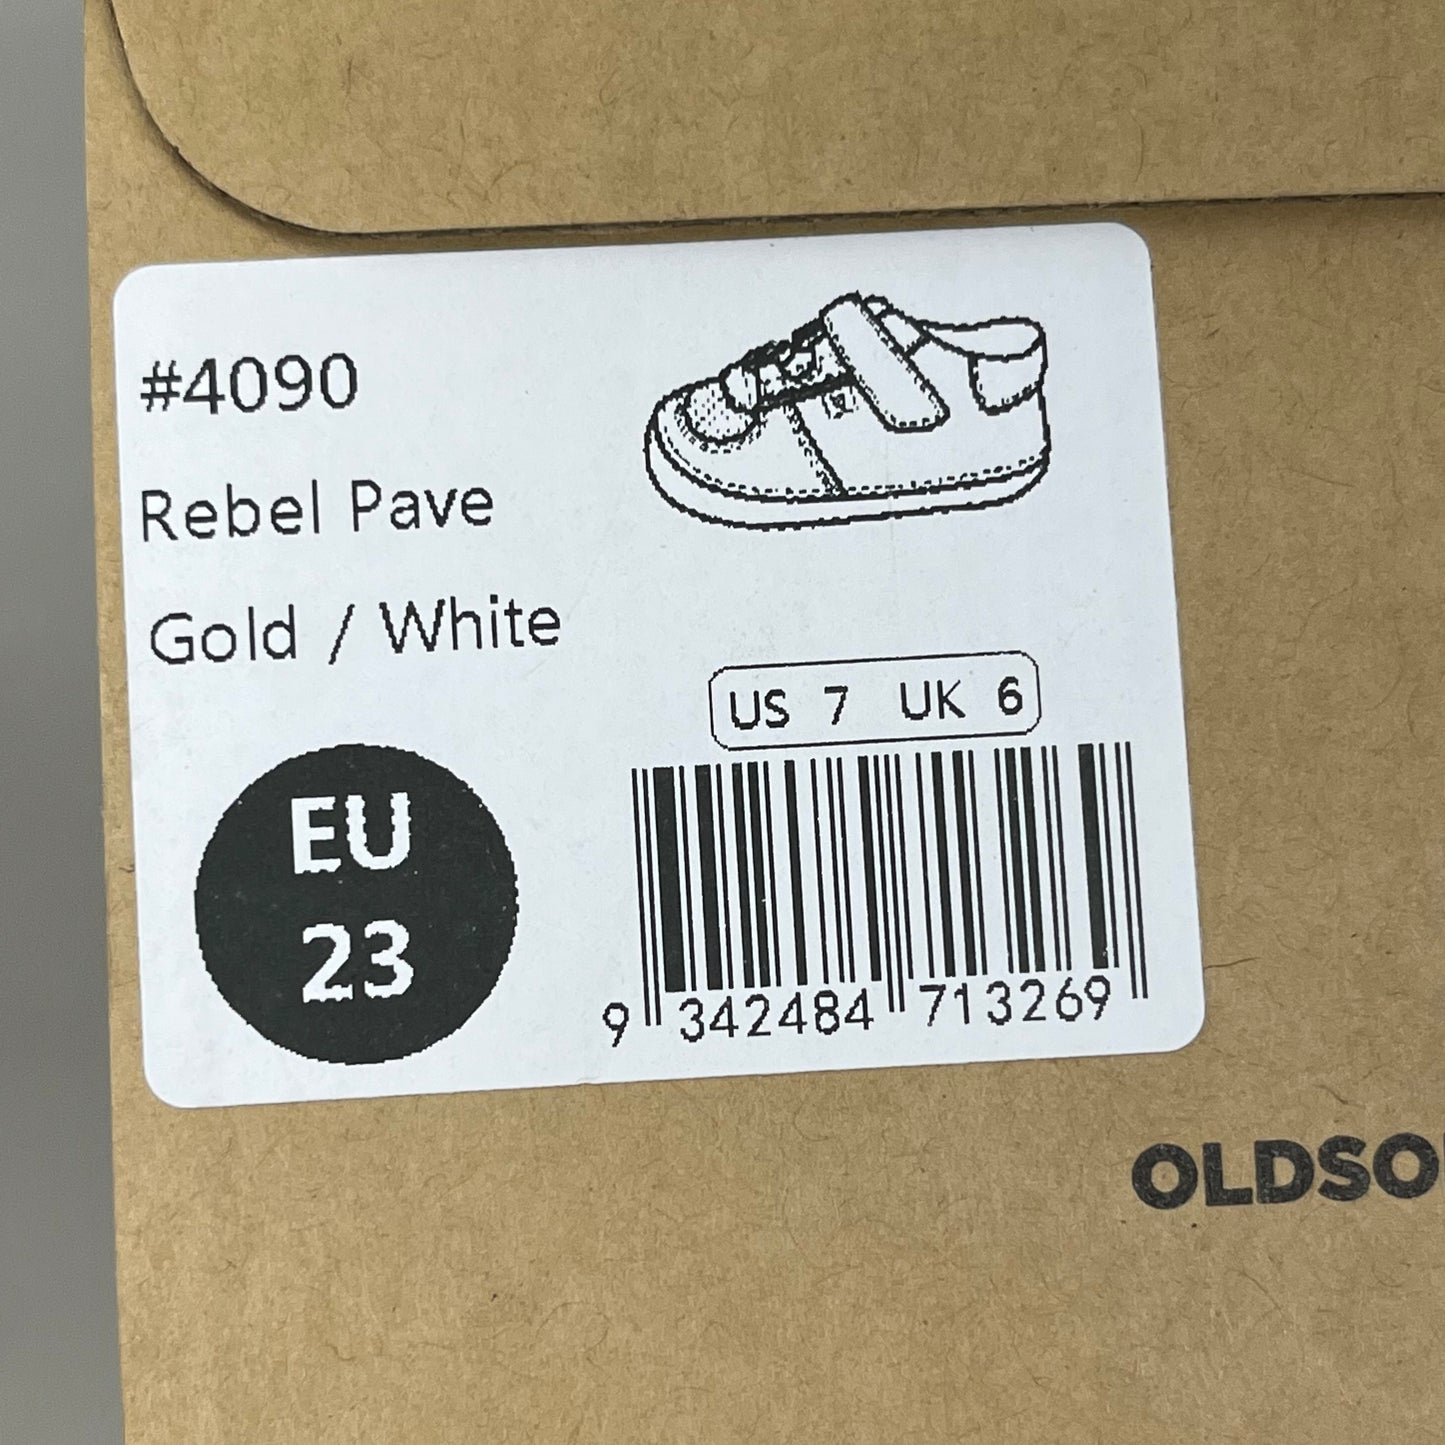 #4090
Rebel Pave
Gold / White
US 7 UK 6
EU
23
9 342484 713269
OLDSO